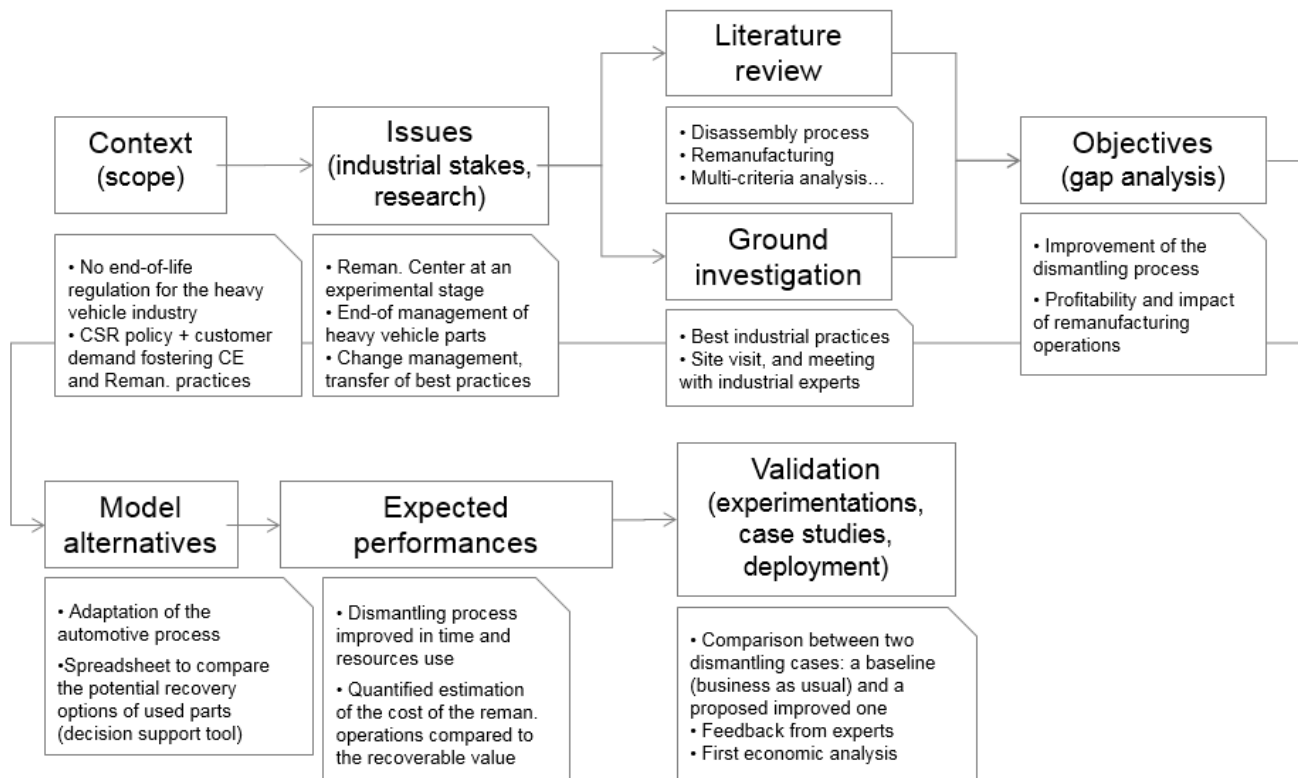 Context
(scope)
• No end-of-life
regulation for the heavy
vehicle industry
• CSR policy + customer
demand fostering CE
and Reman. practices
Issues
(industrial stakes,
research)
• Reman. Center at an
experimental stage
• End-of management of
heavy vehicle parts
• Change management,
transfer of best practices
Literature
review
• Disassembly process
• Remanufacturing
• Multi-criteria analysis…
Ground
investigation
• Best industrial practices
• Site visit, and meeting
with industrial experts
Objectives
(gap analysis)
• Improvement of the
dismantling process
• Profitability and impact
of remanufacturing
operations
Model
alternatives
• Adaptation of the
automotive process
•Spreadsheet to compare
the potential recovery
options of used parts
(decision support tool)
Expected
performances
• Dismantling process
improved in time and
resources use
• Quantified estimation
of the cost of the reman.
operations compared to
the recoverable value
Validation
(experimentations,
case studies,
deployment)
• Comparison between two
dismantling cases: a baseline
(business as usual) and a
proposed improved one
• Feedback from experts
• First economic analysis